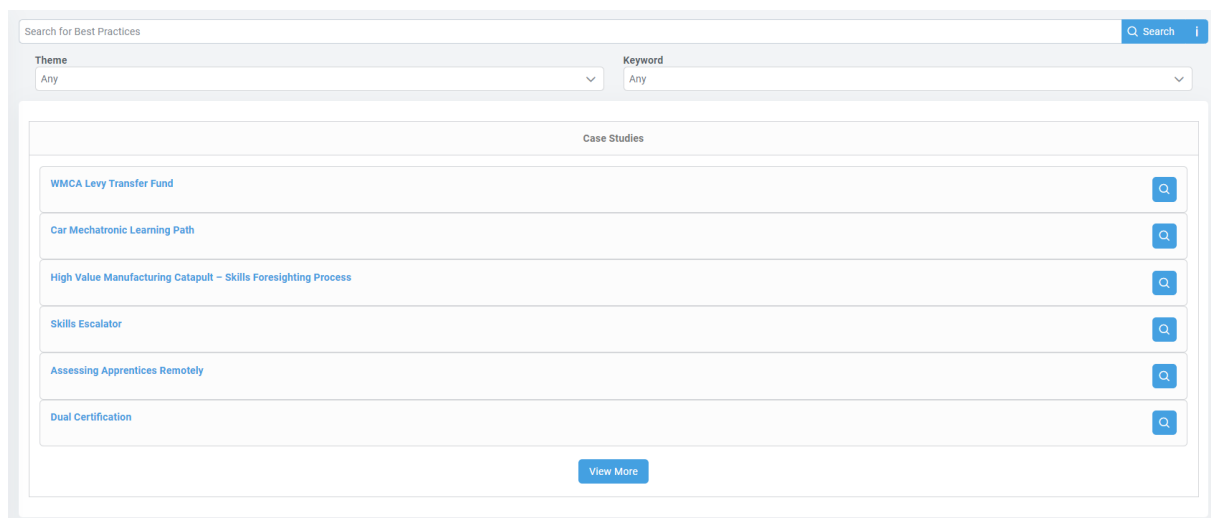 Search for Best Practices
Search i
Theme
Keyword
Any
Any
Case Studies
WMCA Levy Transfer Fund
Car Mechatronic Learning Path
High Value Manufacturing Catapult – Skills Foresighting Process
Skills Escalator
Assessing Apprentices Remotely
Dual Certification
View More